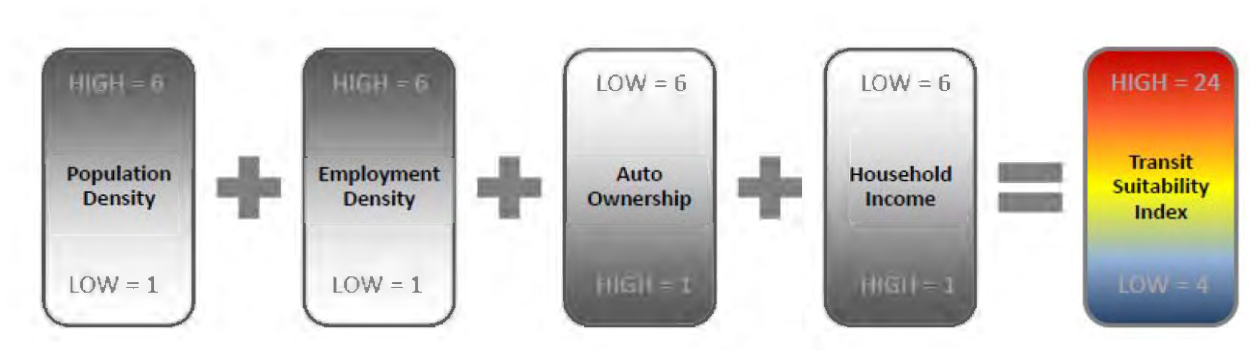 HIGH = 6
Population
Density
LOW = 1
HIGH = 6
Employment
Density
LOW = 1
LOW = 6
Auto
Ownership
HIGH = 1
LOW = 6
Household
Income
HIGH = 1
HIGH = 24
Transit
Suitability
Index
LOW = 4